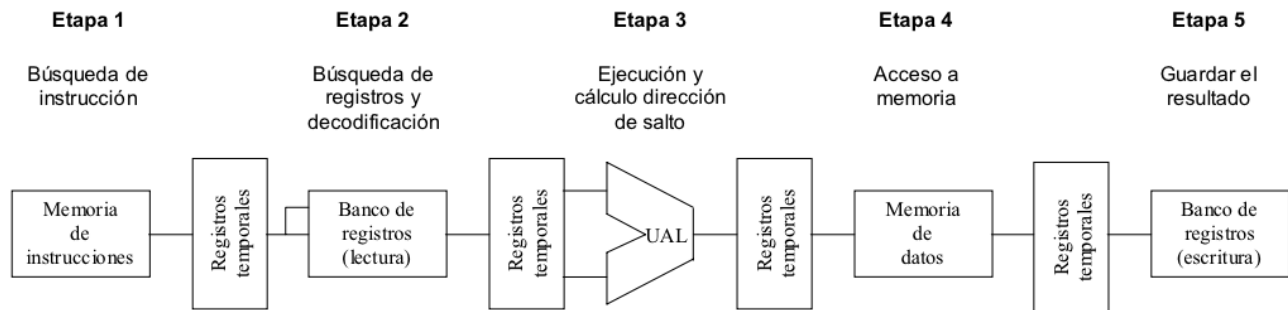 Etapa 1
Etapa 2
Etapa 3
Etapa 4
Etapa 5
Búsqueda de
instrucción
Búsqueda de
registros y
decodificación
Ejecución y
cálculo dirección
de salto
Acceso a
memoria
Guardar el
resultado
Memoria
de
instrucciones
Registros
temporales
Banco de
registros
(lectura)
Registros
temporales
UAL
Registros
temporales
Memoria
de
datos
Registros
temporales
Banco de
registros
(escritura)